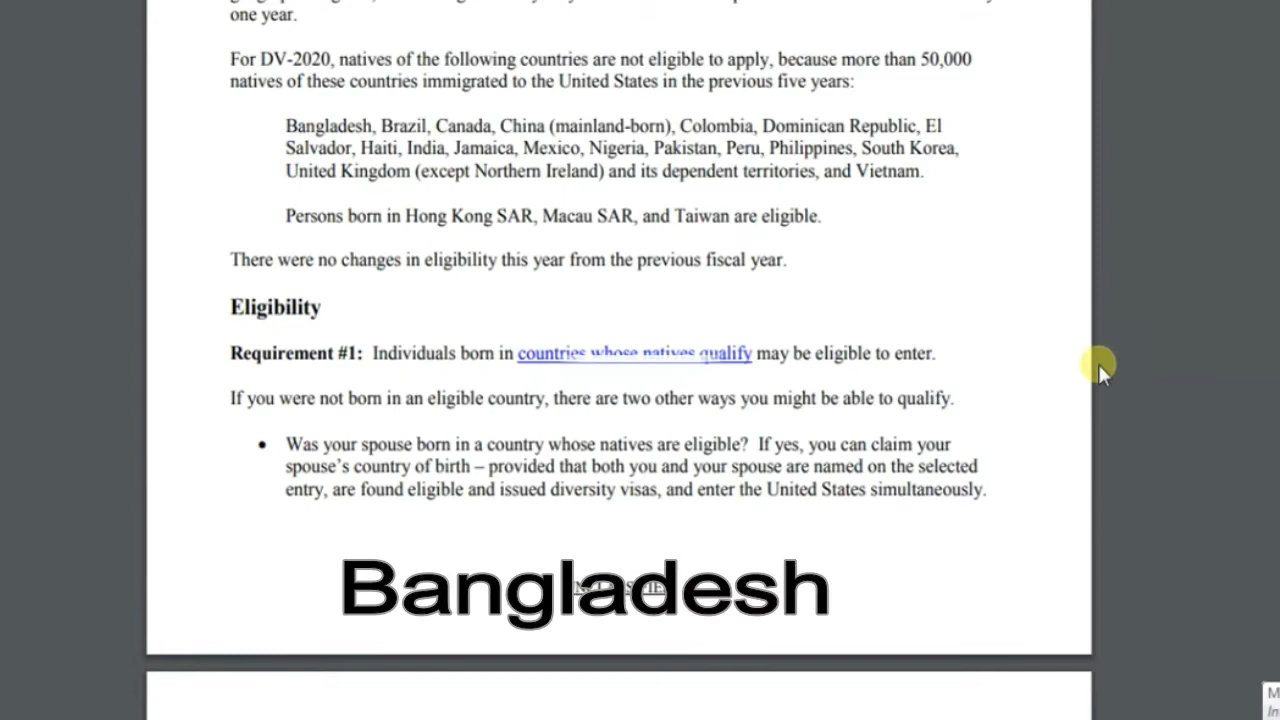 one year.
For DV-2020, natives of the following countries are not eligible to apply, because more than 50,000
natives of these countries immigrated to the United States in the previous five years:
Bangladesh, Brazil, Canada, China (mainland-born), Colombia, Dominican Republic, El
Salvador, Haiti, India, Jamaica, Mexico, Nigeria, Pakistan, Peru, Philippines, South Korea,
United Kingdom (except Northern Ireland) and its dependent territories, and Vietnam.
Persons born in Hong Kong SAR, Macau SAR, and Taiwan are eligible.
There were no changes in eligibility this year from the previous fiscal year.
Eligibility
Requirement #1: Individuals born in countries whose natives qualify may be eligible to enter.
If you were not born in an eligible country, there are two other ways you might be able to qualify.
• Was your spouse born in a country whose natives are eligible? If yes, you can claim your
spouse’s country of birth – provided that both you and your spouse are named on the selected
entry, are found eligible and issued diversity visas, and enter the United States simultaneously.
Bangladesh